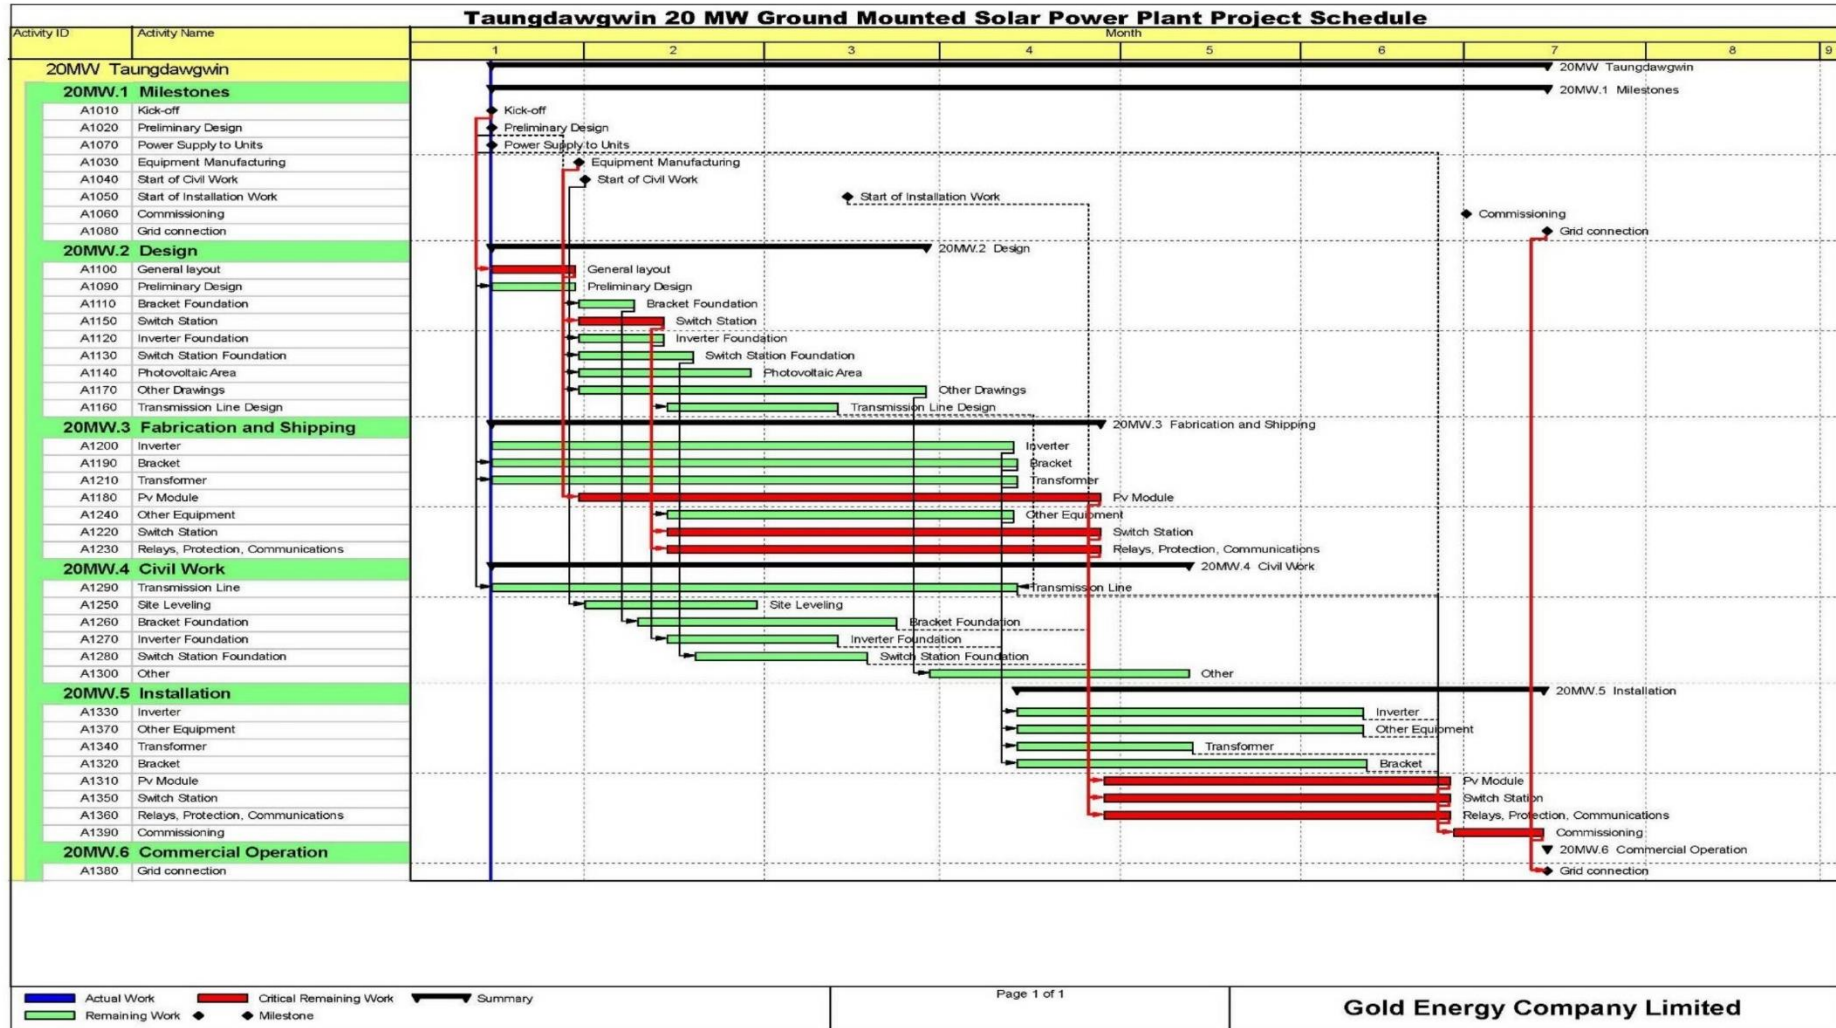 Taungdawgwin 20 MW Ground Mounted Solar Power Plant Project Schedule
Activity ID Activity Name Month
1 2 3 4 5 6 7 8 9
20MW Taungdawgwin 20MW Taungdawgwin
20MW.1 Milestones 20MW.1 Milestones
A1010 Kick-off Kick-off
A1020 Preliminary Design Preliminary Design
A1070 Power Supply to Units Power Supply to Units
A1030 Equipment Manufacturing Equipment Manufacturing
A1040 Start of Civil Work Start of Civil Work
A1050 Start of Installation Work Start of Installation Work
A1060 Commissioning Commissioning
A1080 Grid connection Grid connection
20MW.2 Design 20MW.2 Design
A1100 General layout General layout
A1090 Preliminary Design Preliminary Design
A1110 Bracket Foundation Bracket Foundation
A1150 Switch Station Switch Station
A1120 Inverter Foundation Inverter Foundation
A1130 Switch Station Foundation Switch Station Foundation
A1140 Photovoltaic Area Photovoltaic Area
A1170 Other Drawings Other Drawings
A1160 Transmission Line Design Transmission Line Design
20MW.3 Fabrication and Shipping 20MW.3 Fabrication and Shipping
A1200 Inverter Inverter
A1190 Bracket Bracket
A1210 Transformer Transformer
A1180 Pv Module Pv Module
A1240 Other Equipment Other Equipment
A1220 Switch Station Switch Station
A1230 Relays, Protection, Communications Relays, Protection, Communications
20MW.4 Civil Work 20MW.4 Civil Work
A1290 Transmission Line Transmission Line
A1250 Site Leveling Site Leveling
A1260 Bracket Foundation Bracket Foundation
A1270 Inverter Foundation Inverter Foundation
A1280 Switch Station Foundation Switch Station Foundation
A1300 Other Other
20MW.5 Installation 20MW.5 Installation
A1330 Inverter Inverter
A1370 Other Equipment Other Equipment
A1340 Transformer Transformer
A1320 Bracket Bracket
A1310 Pv Module Pv Module
A1350 Switch Station Switch Station
A1360 Relays, Protection, Communications Relays, Protection, Communications
A1390 Commissioning Commissioning
20MW.6 Commercial Operation 20MW.6 Commercial Operation
A1380 Grid connection Grid connection
Actual Work Critical Remaining Work Summary
Remaining Work Milestone
Page 1 of 1
Gold Energy Company Limited